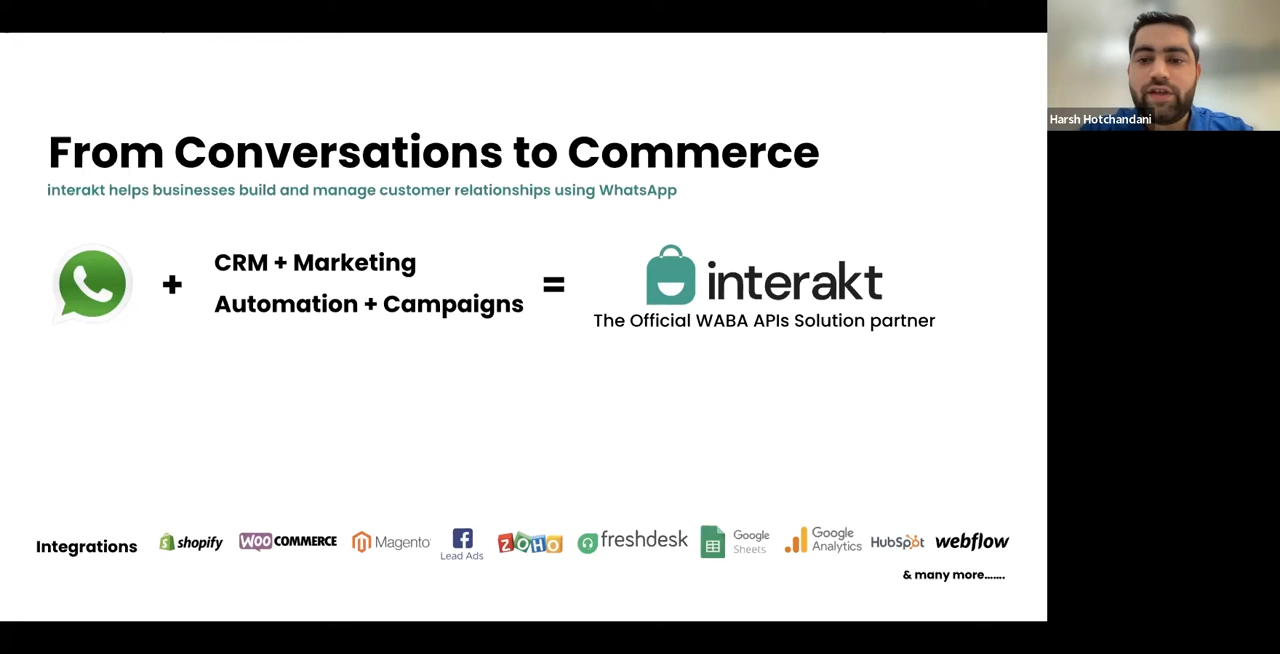 From Conversations to Commerce
interakt helps businesses build and manage customer relationships using WhatsApp
+
CRM + Marketing
Automation + Campaigns
=
interakt
The Official WABA APIs Solution partner
Integrations
shopify
WOO COMMERCE
Magento
Lead Ads
ZOHO
freshdesk
Google
Sheets
Google
Analytics
HubSpot
webflow
& many more.......
Harsh Hotchandani